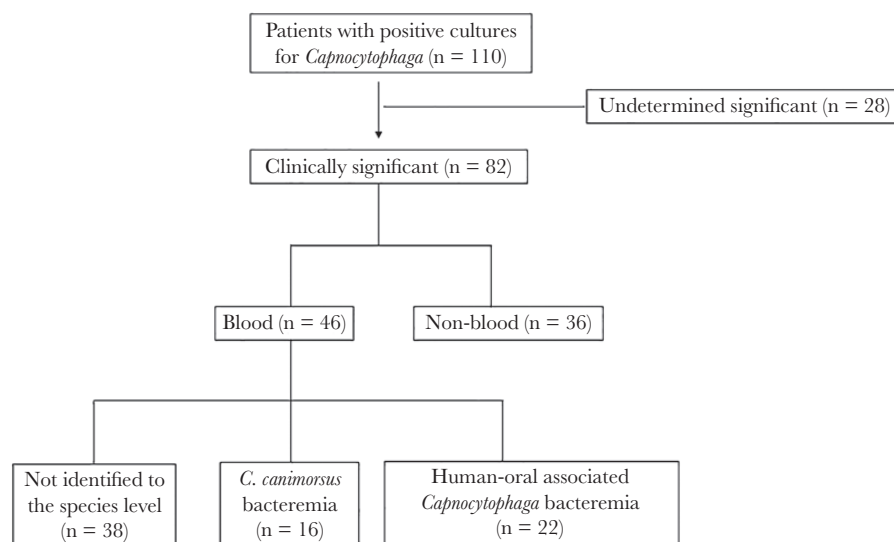 Patients with positive cultures
for Capnocytophaga (n = 110)
Undetermined significant (n = 28)
Clinically significant (n = 82)
Blood (n = 46)
Non-blood (n = 36)
Not identified to
the species level
(n = 38)
C. canimorsus
bacteremia
(n = 16)
Human-oral associated
Capnocytophaga bacteremia
(n = 22)